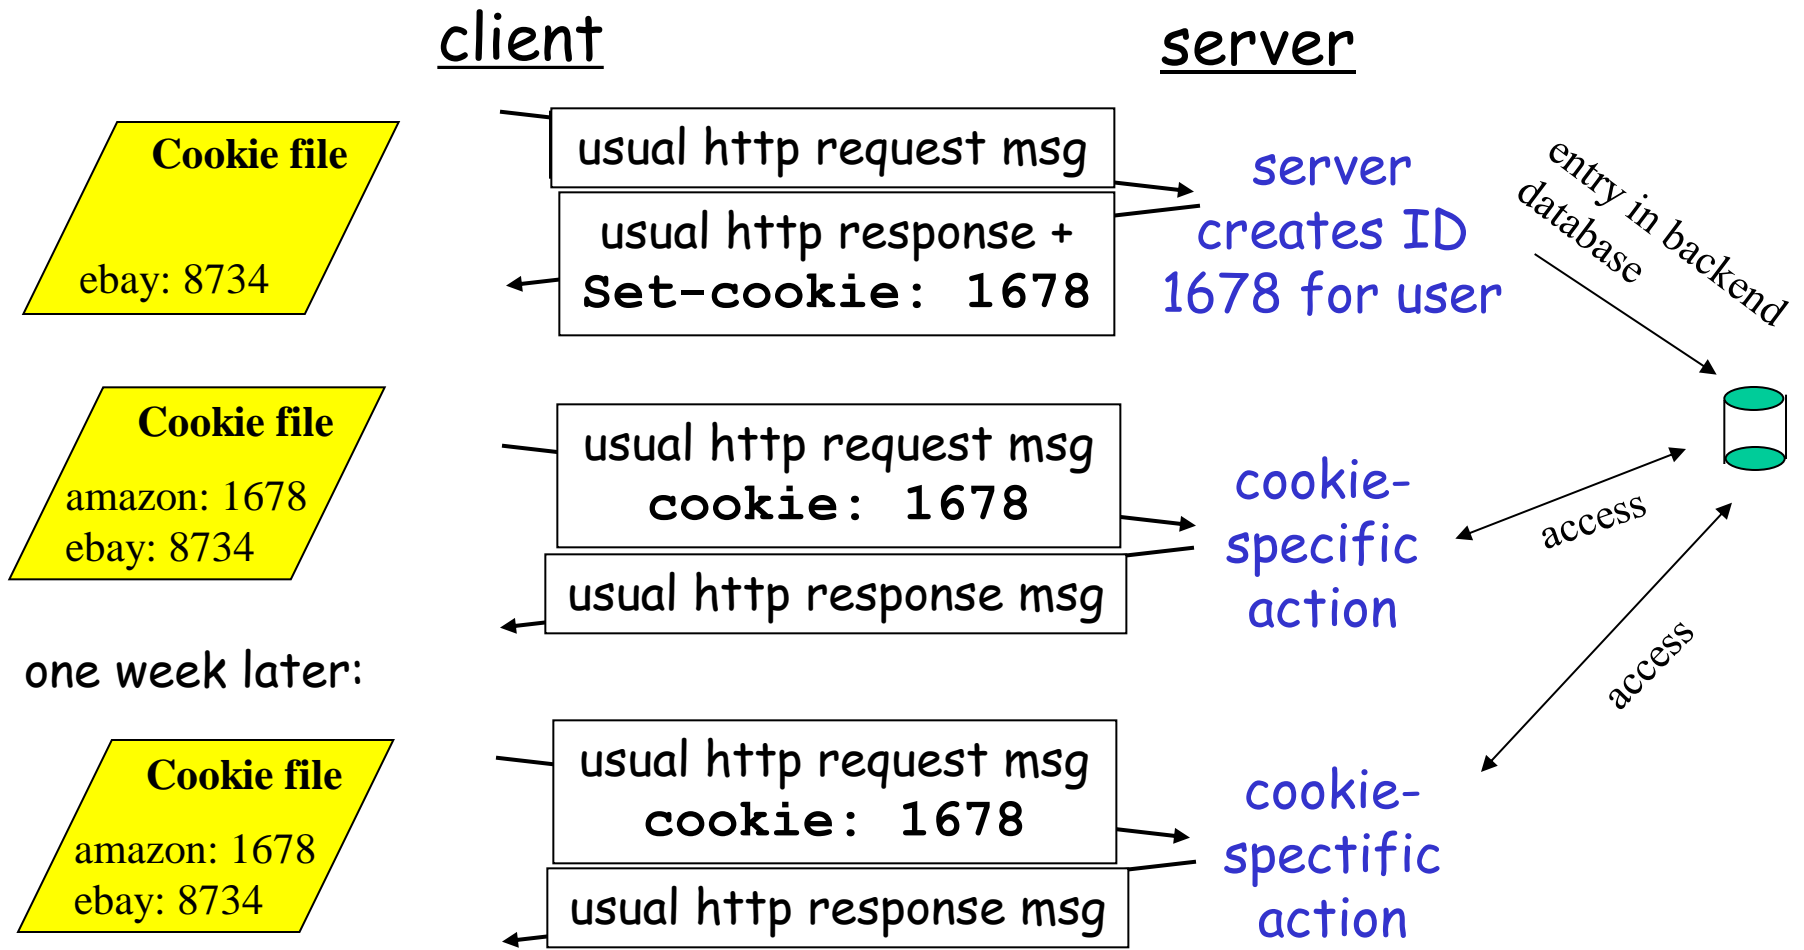 client
server
Cookie file
ebay: 8734
usual http request msg
usual http response +
Set-cookie: 1678
server
creates ID
1678 for user
entry in backend
database
Cookie file
amazon: 1678
ebay: 8734
usual http request msg
cookie: 1678
usual http response msg
cookie-
specific
action
access
access
one week later:
Cookie file
amazon: 1678
ebay: 8734
usual http request msg
cookie: 1678
usual http response msg
cookie-
spectific
action